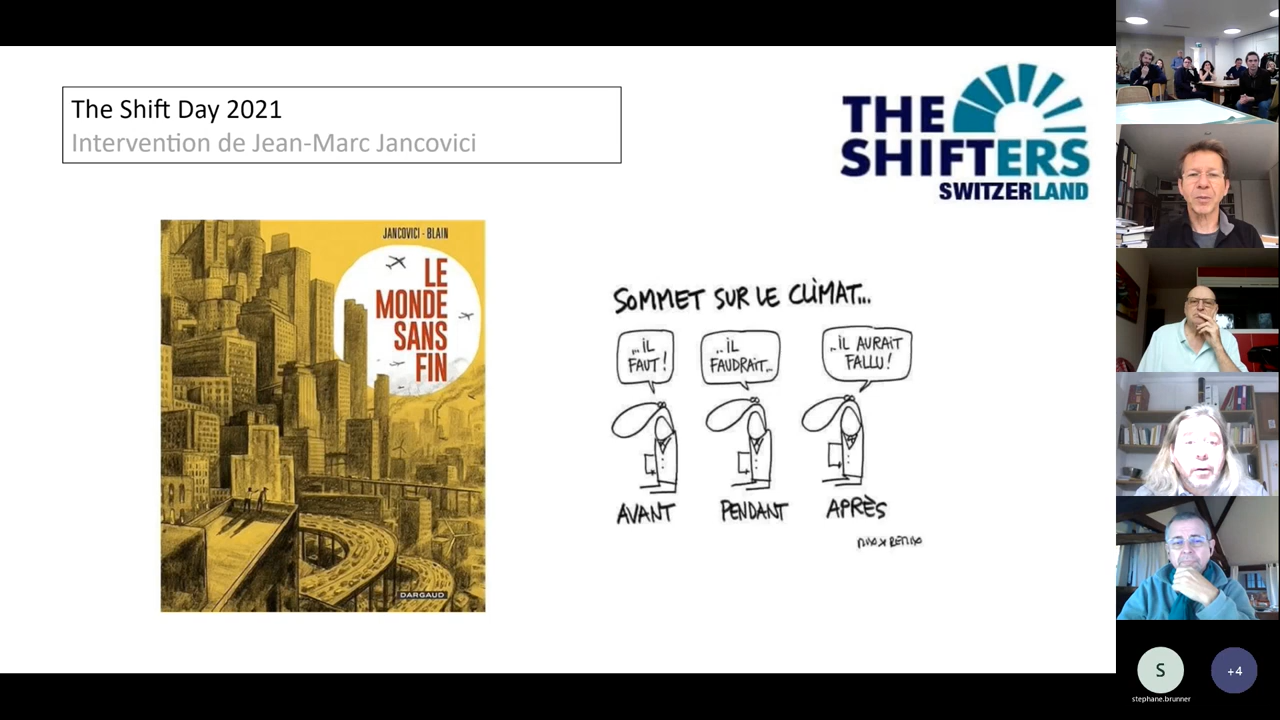 The Shift Day 2021
Intervention de Jean-Marc Jancovici
THE
SHIFTERS
SWITZERLAND
JANCOVICI - BLAIN
LE
MONDE
SANS
FIN
DARGAUD
SOMMET SUR LE CLIMAT...
...IL
FAUT !
...IL
FAUDRAIT...
...IL AURAIT
FALLU !
AVANT
PENDANT
APRÈS
S
+4
stephane.brunner